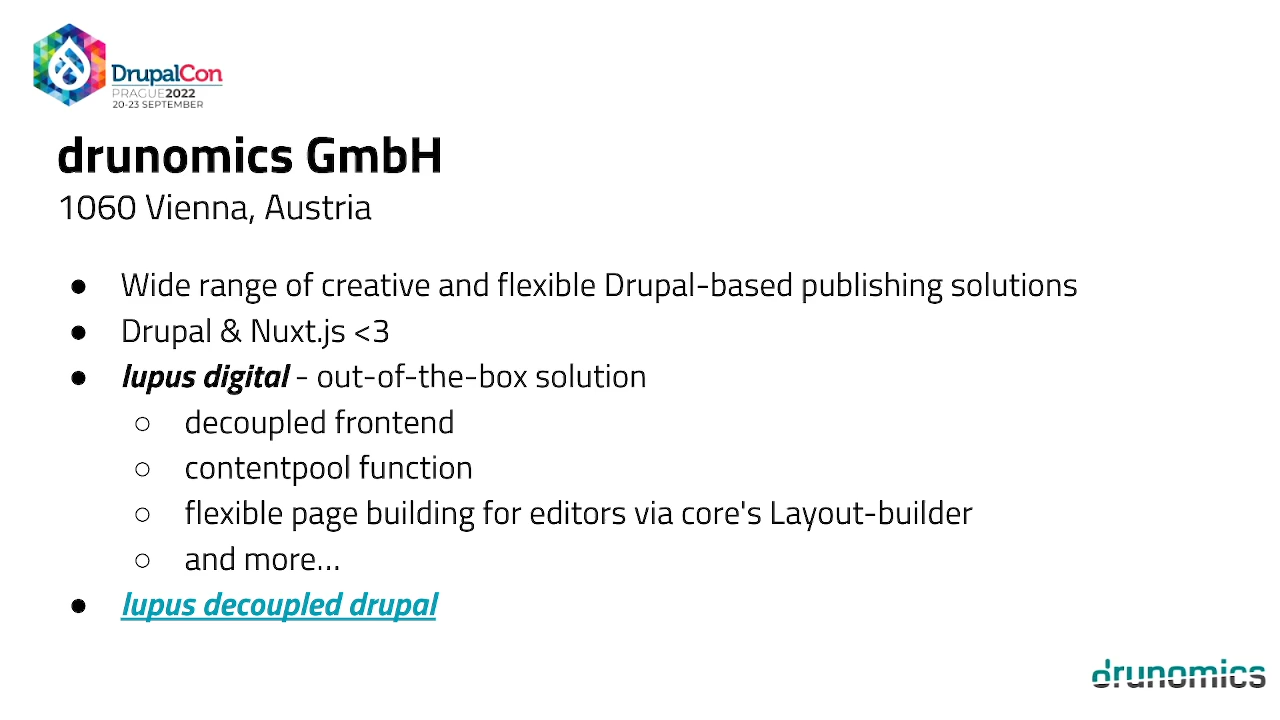 DrupalCon
PRAGUE2022
20-23 SEPTEMBER
drunomics GmbH
1060 Vienna, Austria
● Wide range of creative and flexible Drupal-based publishing solutions
● Drupal & Nuxt.js <3
● lupus digital - out-of-the-box solution
○ decoupled frontend
○ contentpool function
○ flexible page building for editors via core's Layout-builder
○ and more...
● lupus decoupled drupal
drunomics